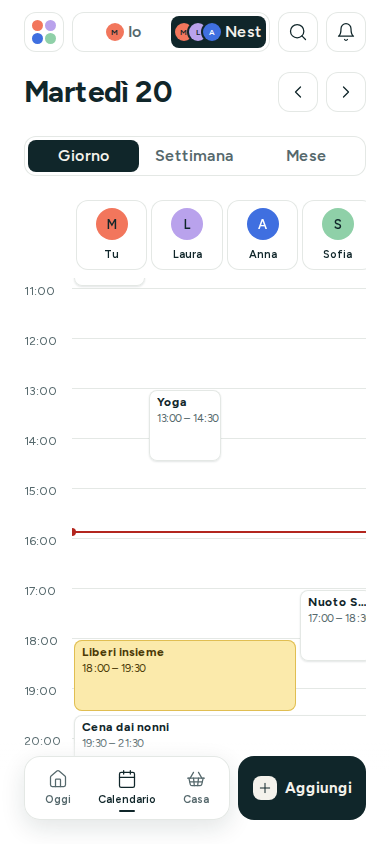 M Io M L A Nest
Martedì 20
Giorno Settimana Mese
M L A S
Tu Laura Anna Sofia
11:00
12:00
13:00
Yoga
13:00 – 14:30
14:00
15:00
16:00
17:00
Nuoto S...
17:00 – 18:3
18:00
Liberi insieme
18:00 – 19:30
19:00
Cena dai nonni
19:30 – 21:30
20:00
Oggi Calendario Casa
Aggiungi